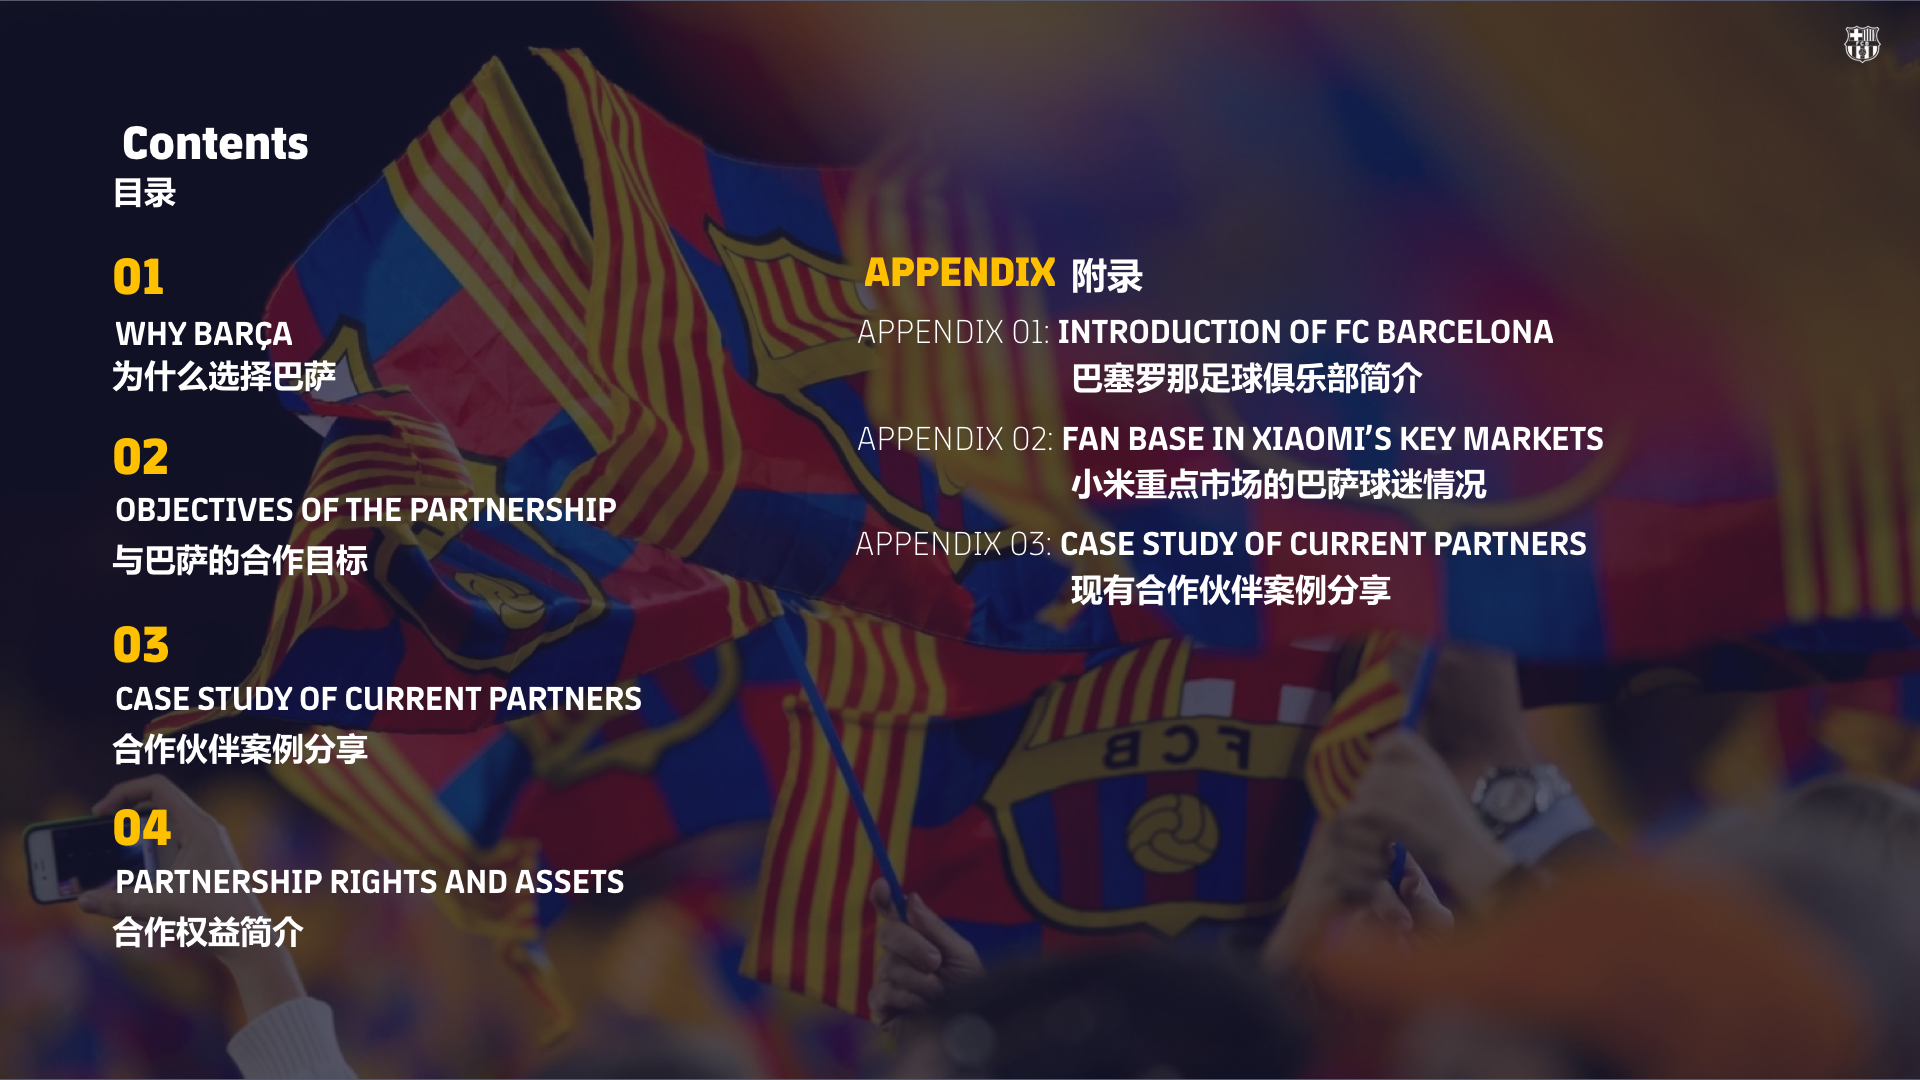 Contents
目录
01
WHY BARÇA
为什么选择巴萨
02
OBJECTIVES OF THE PARTNERSHIP
与巴萨的合作目标
03
CASE STUDY OF CURRENT PARTNERS
合作伙伴案例分享
04
PARTNERSHIP RIGHTS AND ASSETS
合作权益简介
APPENDIX 附录
APPENDIX 01: INTRODUCTION OF FC BARCELONA
巴塞罗那足球俱乐部简介
APPENDIX 02: FAN BASE IN XIAOMI’S KEY MARKETS
小米重点市场的巴萨球迷情况
APPENDIX 03: CASE STUDY OF CURRENT PARTNERS
现有合作伙伴案例分享
FCB